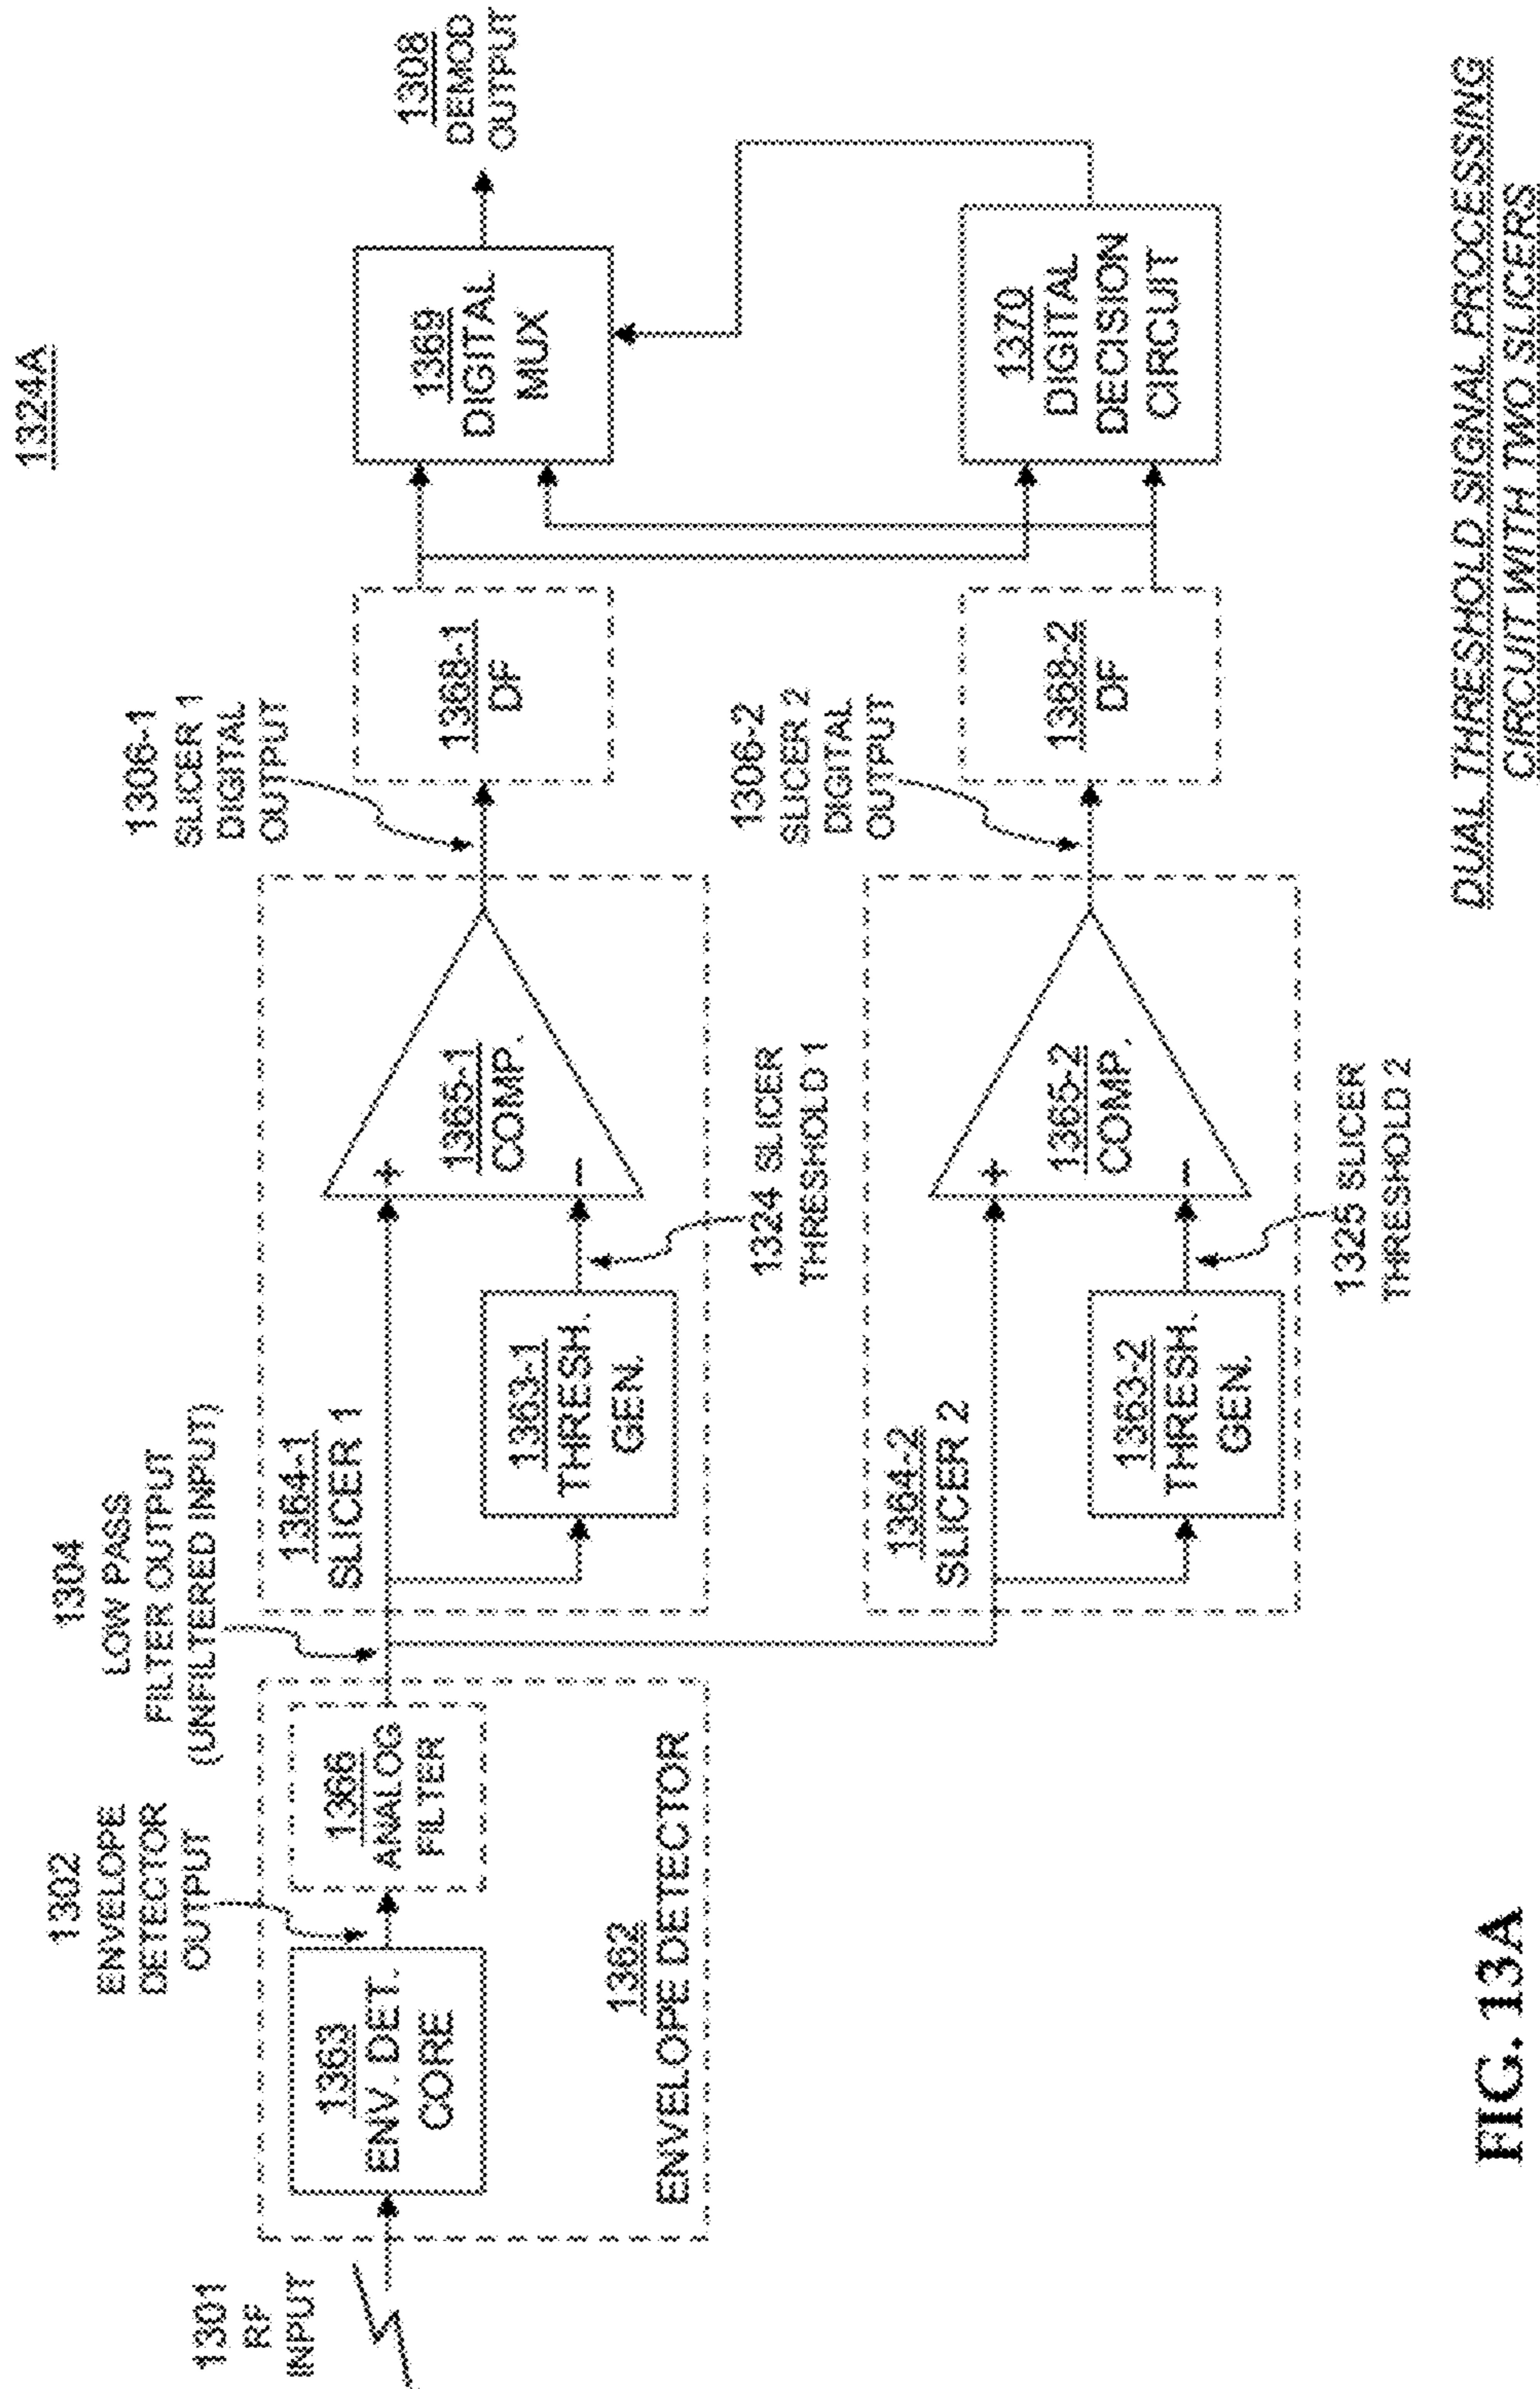 1324A
1301
RF
INPUT
1363
ENV. DET.
CORE
1302
ENVELOPE
DETECTOR
OUTPUT
1366
ANALOG
FILTER
1362
ENVELOPE DETECTOR
1304
LOW PASS
FILTER OUTPUT
(UNFILTERED INPUT)
1364-1
SLICER 1
1363-1
THRESH.
GEN.
+
−
1365-1
COMP.
1324 SLICER
THRESHOLD 1
1306-1
SLICER 1
DIGITAL
OUTPUT
1368-1
DF
1369
DIGITAL
MUX
1308
DEMOD
OUTPUT
1364-2
SLICER 2
1363-2
THRESH.
GEN.
+
−
1365-2
COMP.
1325 SLICER
THRESHOLD 2
1306-2
SLICER 2
DIGITAL
OUTPUT
1368-2
DF
1370
DIGITAL
DECISION
CIRCUIT
FIG. 13A
DUAL THRESHOLD SIGNAL PROCESSING
CIRCUIT WITH TWO SLICERS